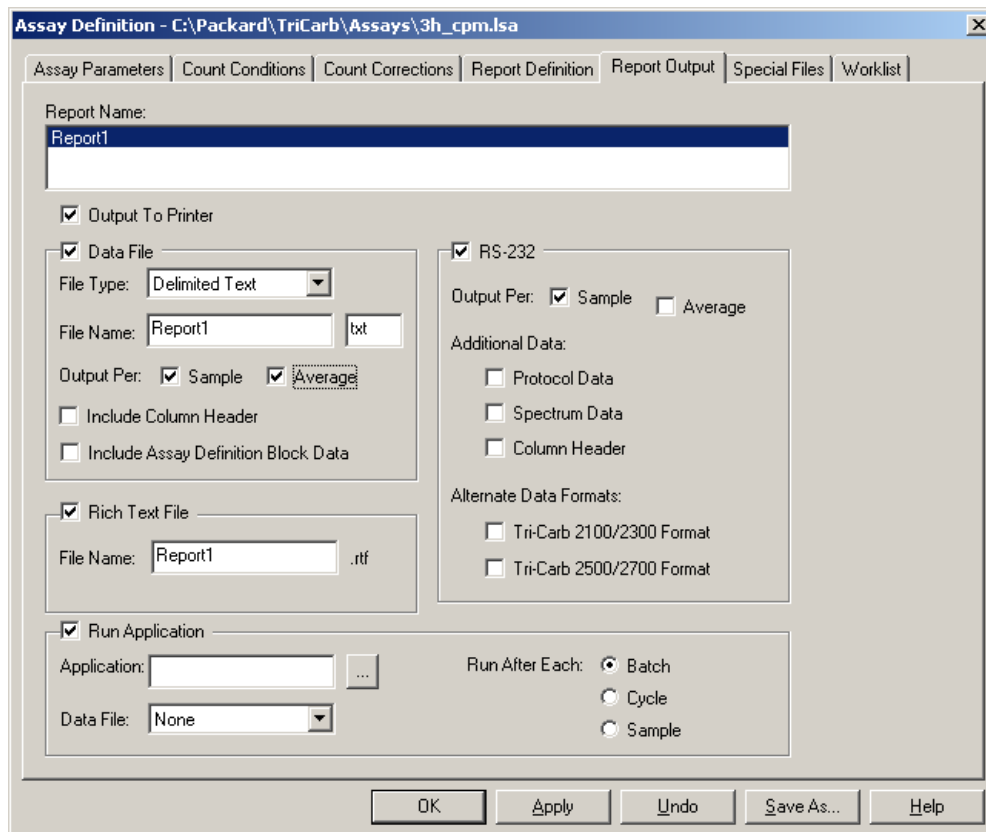 Assay Definition - C:\Packard\TriCarb\Assays\3h_cpm.lsa
Assay Parameters
Count Conditions
Count Corrections
Report Definition
Report Output
Special Files
Worklist
Report Name:
Report1
Output To Printer
Data File
File Type: Delimited Text
File Name: Report1 txt
Output Per: Sample Average
Include Column Header
Include Assay Definition Block Data
Rich Text File
File Name: Report1 .rtf
RS-232
Output Per: Sample Average
Additional Data:
Protocol Data
Spectrum Data
Column Header
Alternate Data Formats:
Tri-Carb 2100/2300 Format
Tri-Carb 2500/2700 Format
Run Application
Application: ...
Data File: None
Run After Each: Batch
Cycle
Sample
OK
Apply
Undo
Save As...
Help